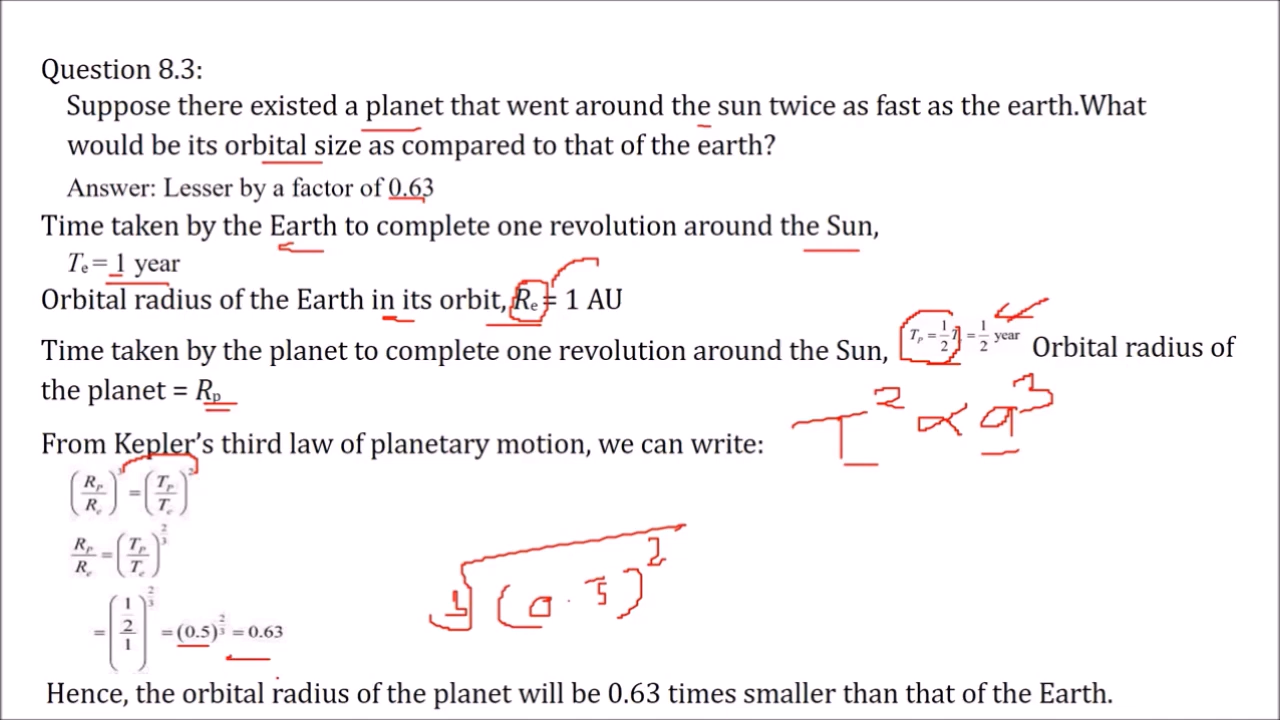 Question 8.3:
Suppose there existed a planet that went around the sun twice as fast as the earth.What
would be its orbital size as compared to that of the earth?
Answer: Lesser by a factor of 0.63
Time taken by the Earth to complete one revolution around the Sun,
Te = 1 year
Orbital radius of the Earth in its orbit, Re = 1 AU
Time taken by the planet to complete one revolution around the Sun, Tp = 1/2 T = 1/2 year Orbital radius of
the planet = Rp
T² ∝ a³
From Kepler's third law of planetary motion, we can write:
(Rp/Re)³ = (Tp/Te)²
Rp/Re = (Tp/Te)^(2/3)
∛(0.5)²
= ((1/2)/1)^(2/3) = (0.5)^(2/3) = 0.63
Hence, the orbital radius of the planet will be 0.63 times smaller than that of the Earth.